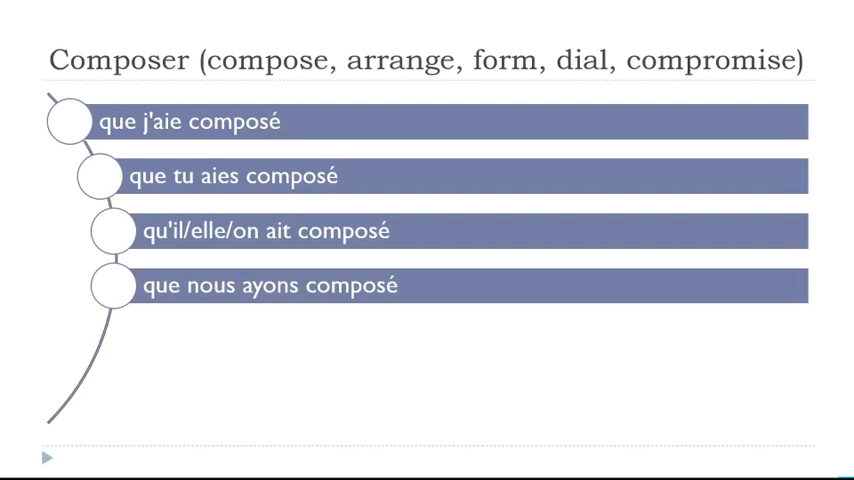 Composer (compose, arrange, form, dial, compromise)
que j'aie composé
que tu aies composé
qu'il/elle/on ait composé
que nous ayons composé